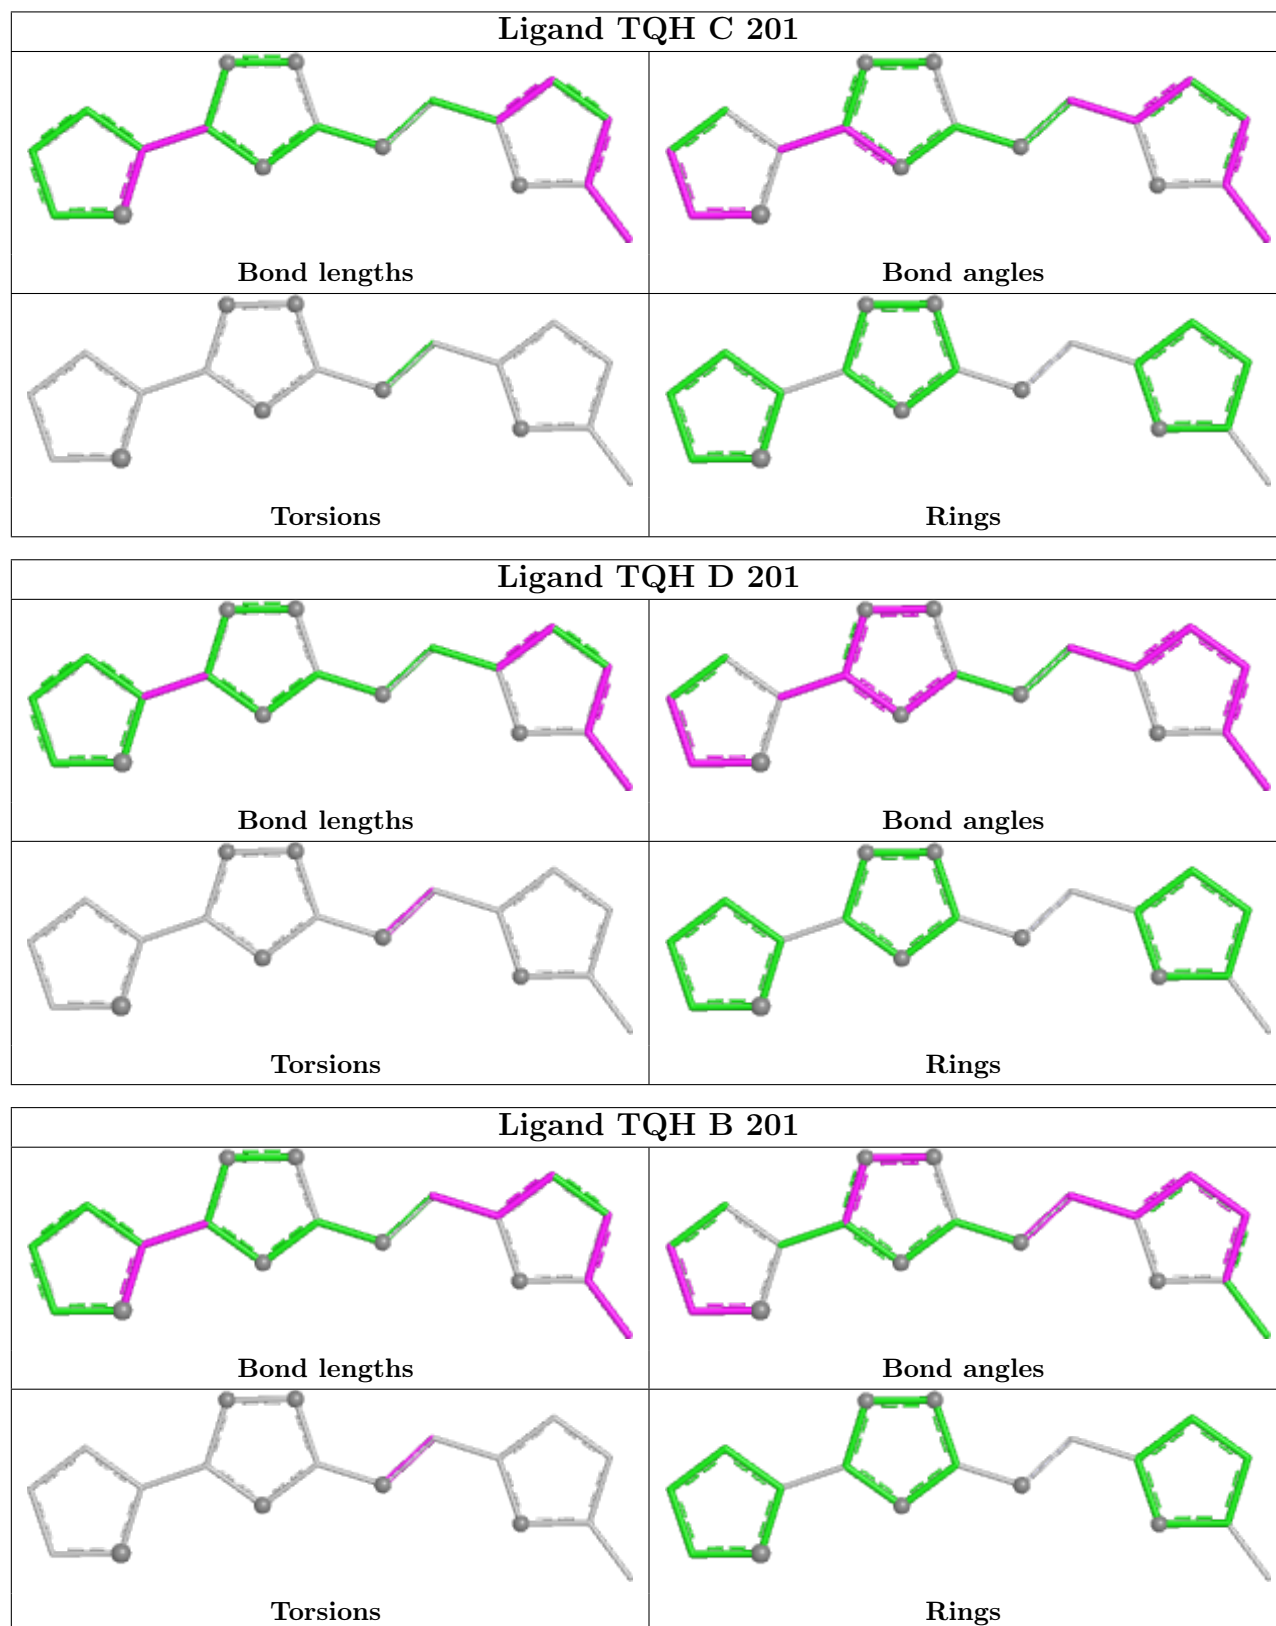 Ligand TQH C 201
Bond lengths
Bond angles
Torsions
Rings
Ligand TQH D 201
Bond lengths
Bond angles
Torsions
Rings
Ligand TQH B 201
Bond lengths
Bond angles
Torsions
Rings